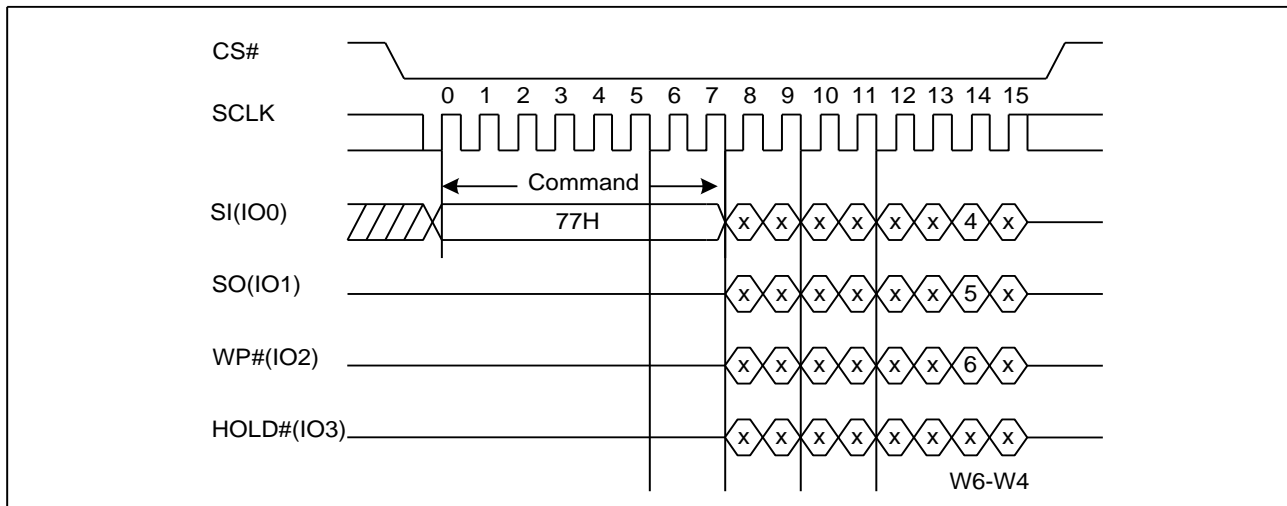 CS#
0 1 2 3 4 5 6 7 8 9 10 11 12 13 14 15
SCLK
Command
SI(IO0) 77H x x x x x x 4 x
SO(IO1) x x x x x x 5 x
WP#(IO2) x x x x x x 6 x
HOLD#(IO3) x x x x x x x x
W6-W4